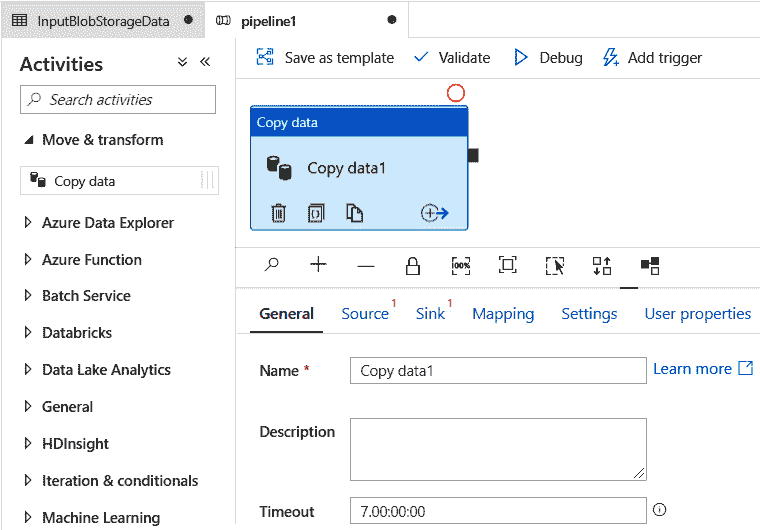 InputBlobStorageData
pipeline1
Activities
Search activities
Move & transform
Copy data
Azure Data Explorer
Azure Function
Batch Service
Databricks
Data Lake Analytics
General
HDInsight
Iteration & conditionals
Machine Learning
Save as template Validate Debug Add trigger
Copy data
Copy data1
100%
General Source 1 Sink 1 Mapping Settings User properties
Name * Copy data1 Learn more
Description
Timeout 7.00:00:00